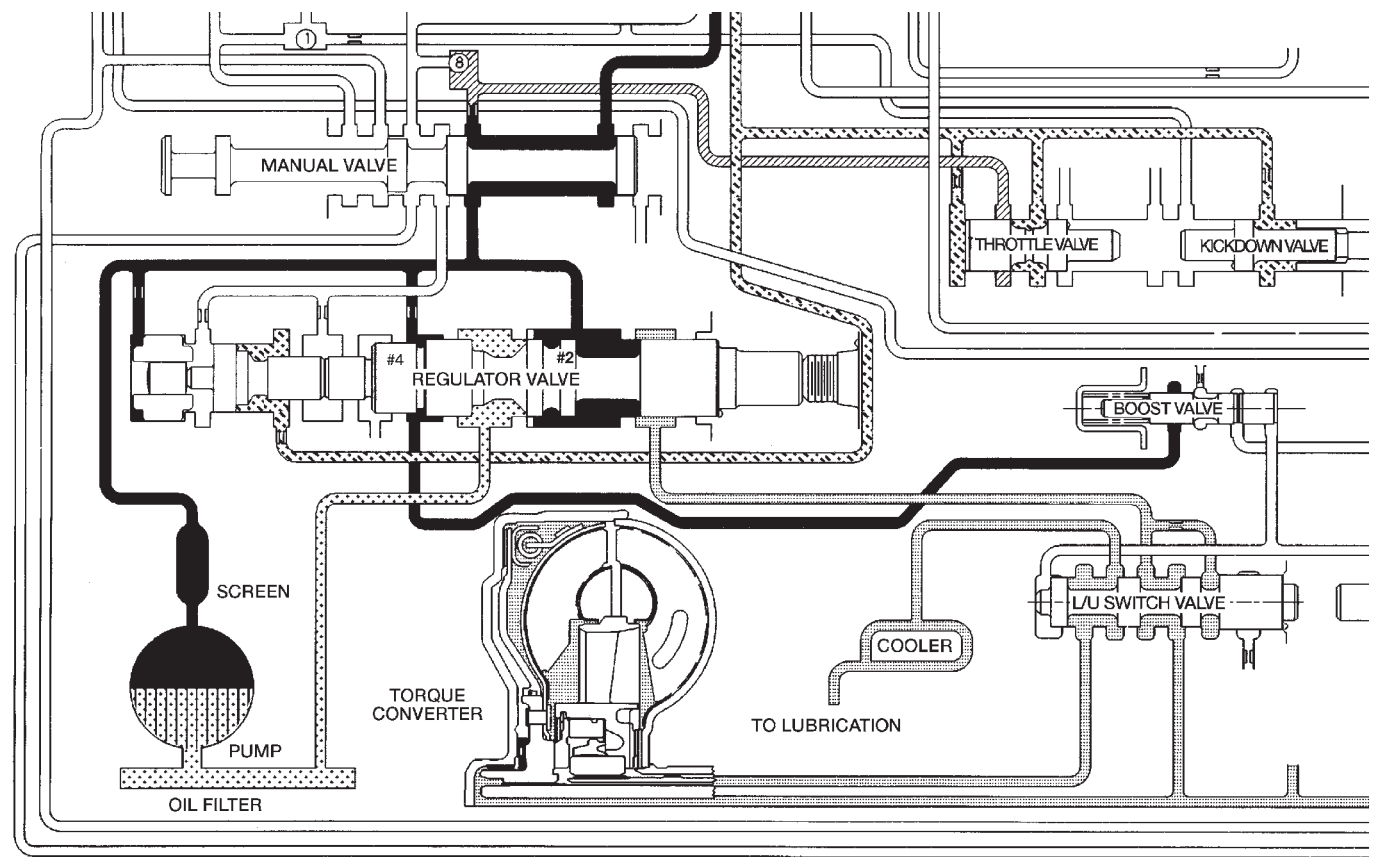 1
8
MANUAL VALVE
THROTTLE VALVE
KICKDOWN VALVE
#4
#2
REGULATOR VALVE
BOOST VALVE
SCREEN
L/U SWITCH VALVE
COOLER
TORQUE
CONVERTER
TO LUBRICATION
PUMP
OIL FILTER